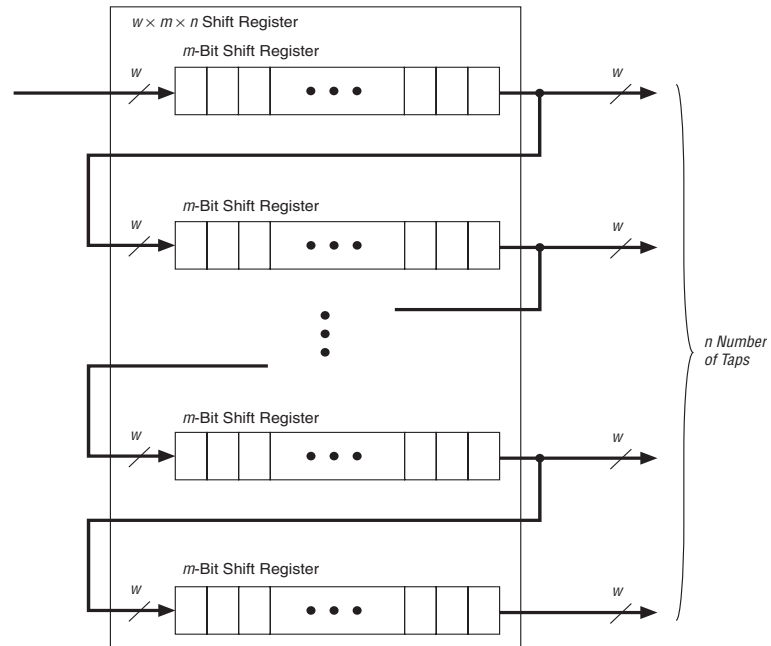 w × m × n Shift Register
m-Bit Shift Register
w
w
m-Bit Shift Register
w
w
n Number
of Taps
m-Bit Shift Register
w
w
m-Bit Shift Register
w
w